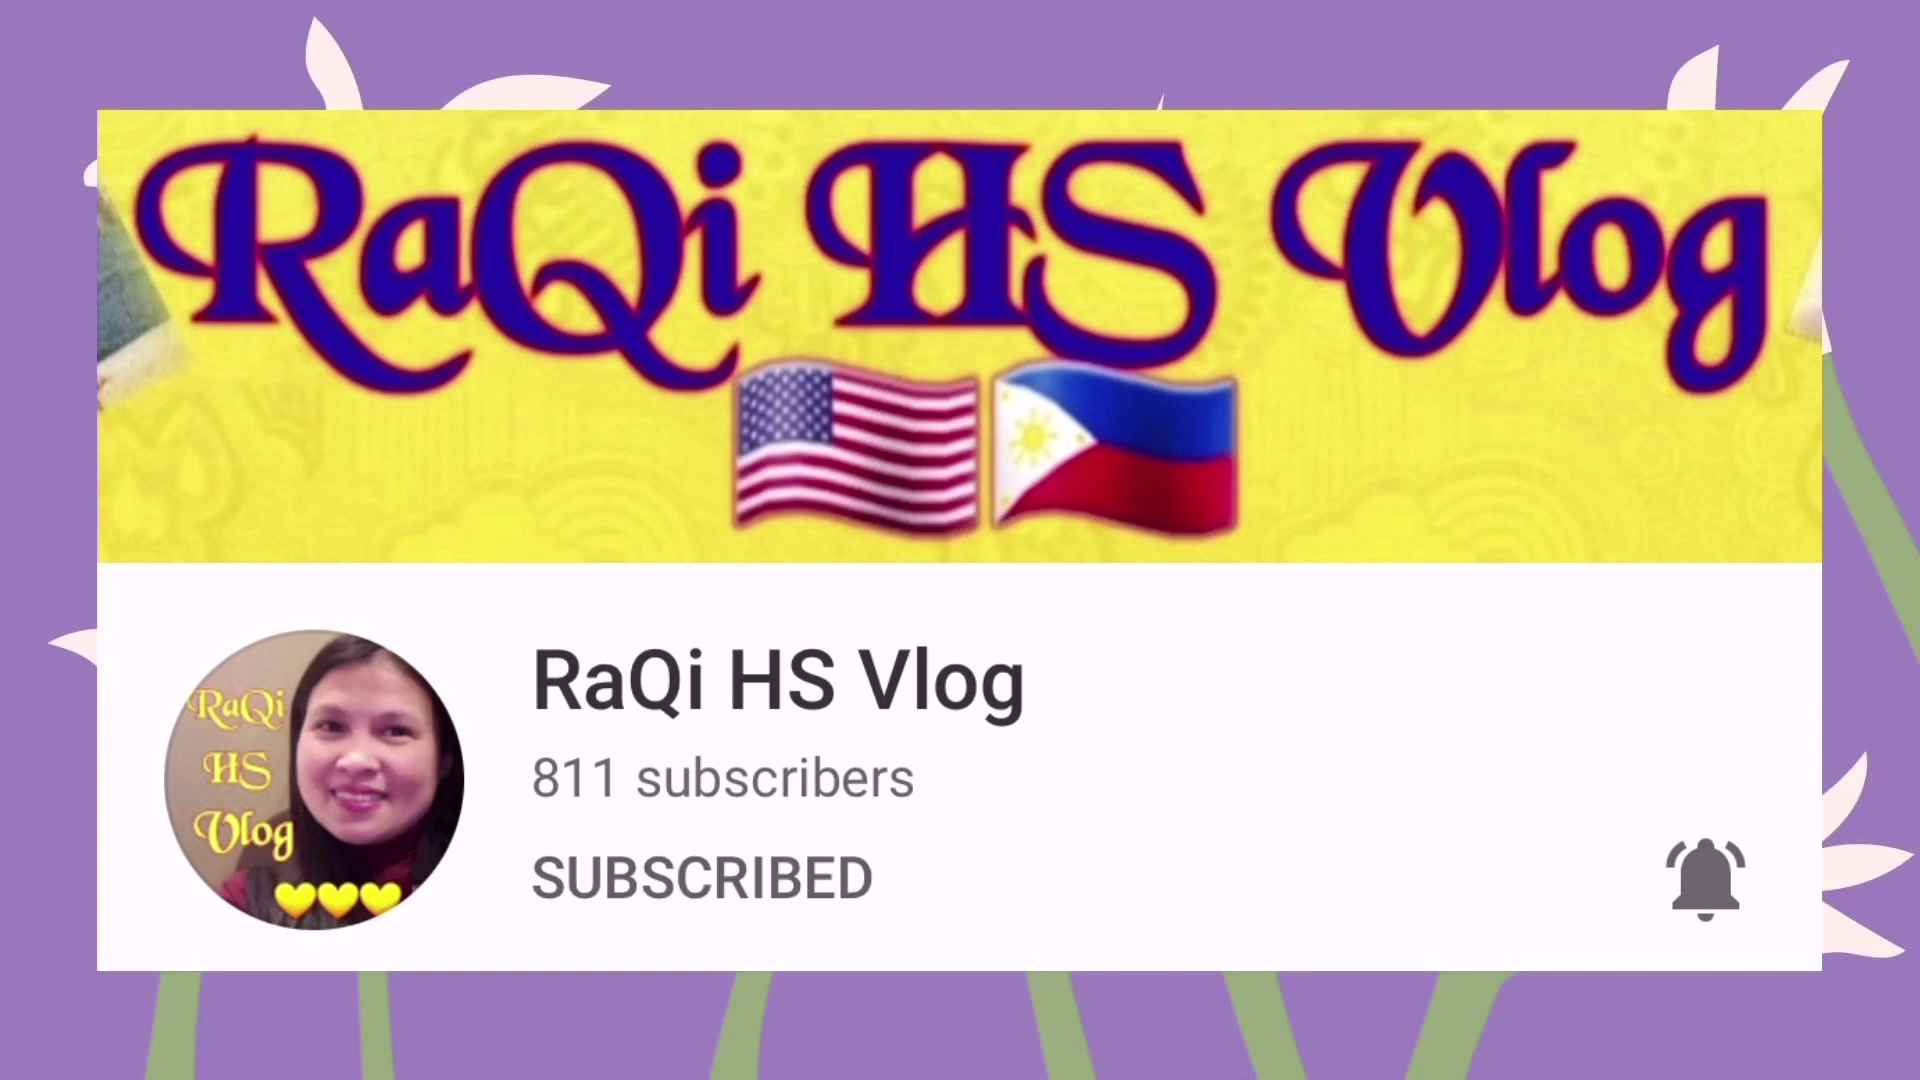 RaQi HS Vlog
RaQi
HS
Vlog
RaQi HS Vlog
811 subscribers
SUBSCRIBED